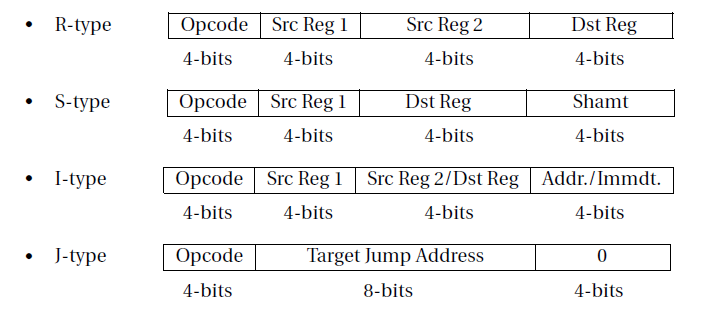 • R-type Opcode Src Reg 1 Src Reg 2 Dst Reg
4-bits 4-bits 4-bits 4-bits
• S-type Opcode Src Reg 1 Dst Reg Shamt
4-bits 4-bits 4-bits 4-bits
• I-type Opcode Src Reg 1 Src Reg 2/Dst Reg Addr./Immdt.
4-bits 4-bits 4-bits 4-bits
• J-type Opcode Target Jump Address 0
4-bits 8-bits 4-bits